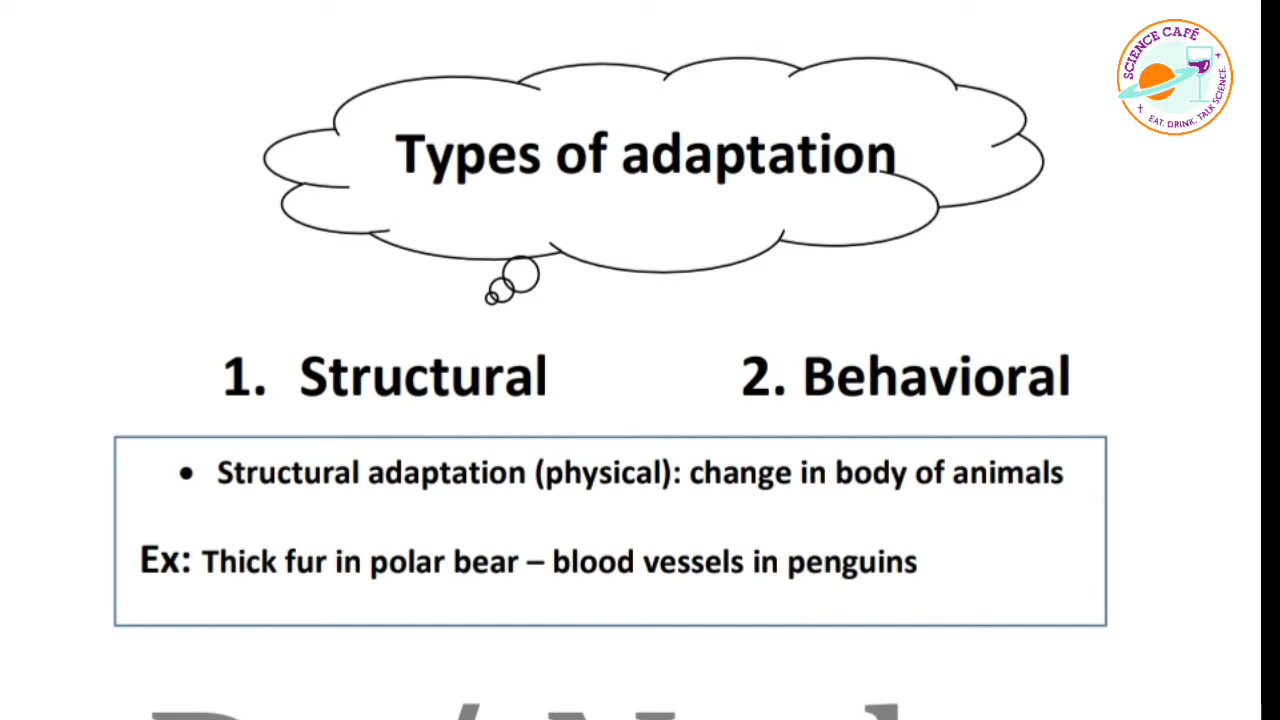 SCIENCE CAFÉ
EAT. DRINK. TALK SCIENCE.
Types of adaptation
1. Structural
2. Behavioral
• Structural adaptation (physical): change in body of animals
Ex: Thick fur in polar bear – blood vessels in penguins